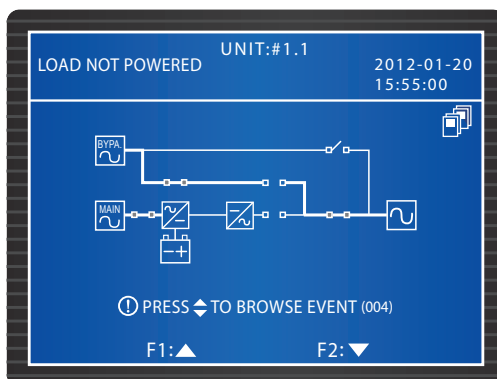 UNIT:#1.1
LOAD NOT POWERED
2012-01-20
15:55:00
BYPA.
MAIN
PRESS TO BROWSE EVENT (004)
F1: F2: